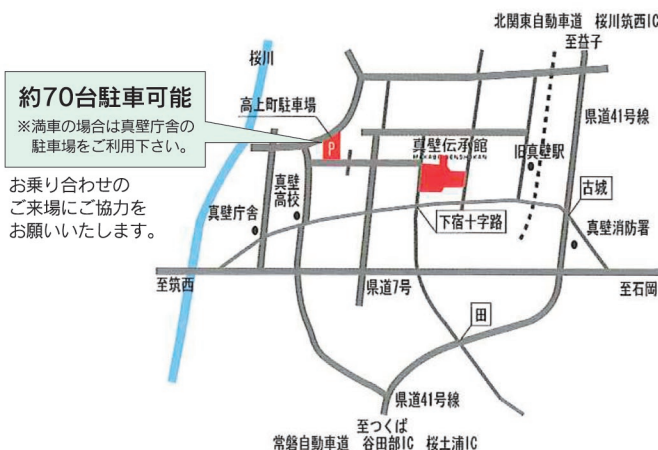 北関東自動車道 桜川筑西IC
至益子
桜川
約70台駐車可能
※満車の場合は真壁庁舎の
駐車場をご利用下さい。
お乗り合わせの
ご来場にご協力を
お願いいたします。
高上町駐車場
P
県道41号線
真壁伝承館
MAKABE DENSHOKAN
旧真壁駅
真壁
高校
古城
真壁庁舎
下宿十字路
真壁消防署
至筑西
県道7号
至石岡
田
県道41号線
至つくば
常磐自動車道 谷田部IC 桜土浦IC